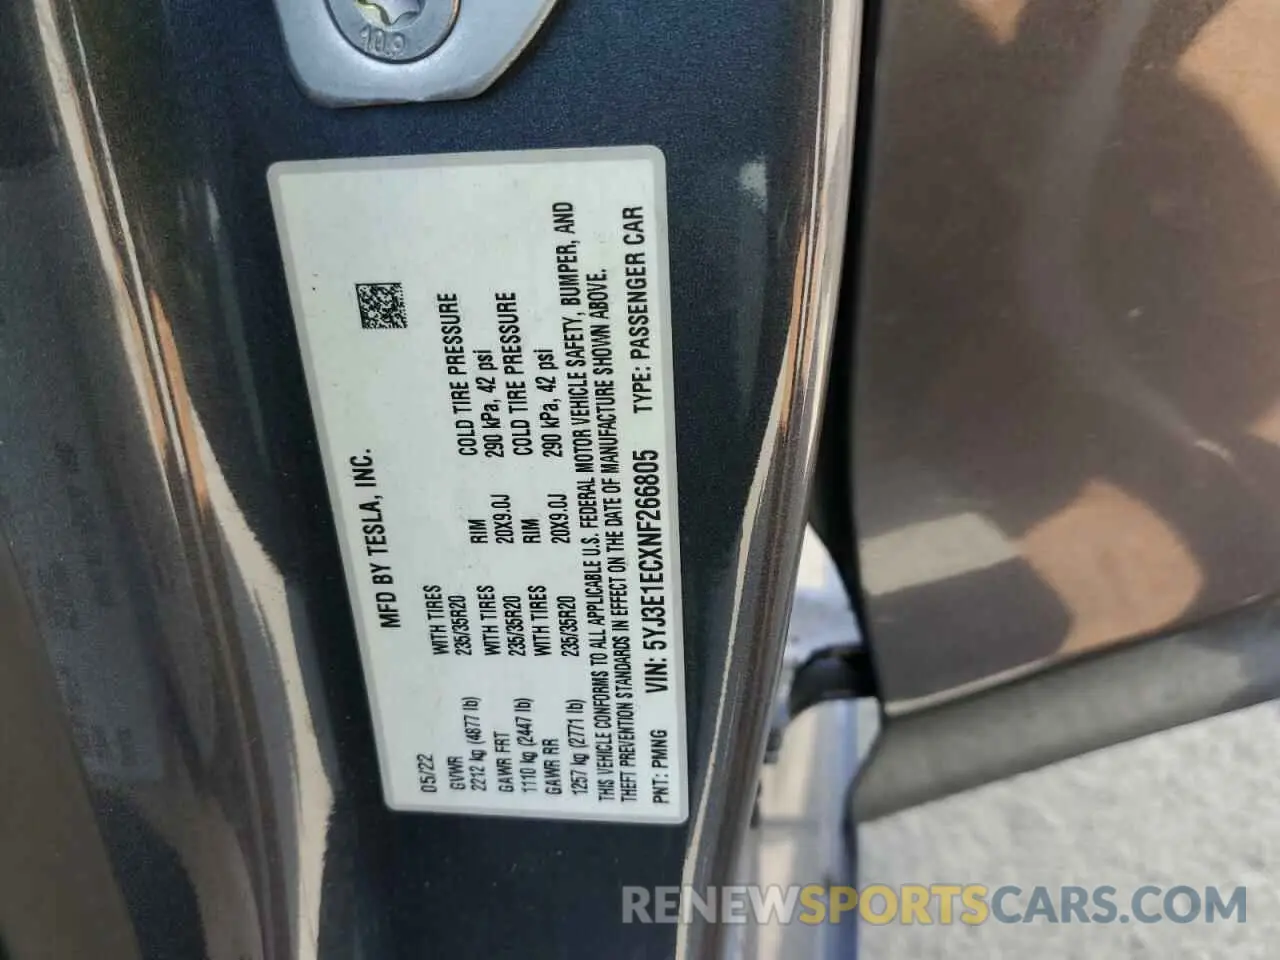 10.9
MFD BY TESLA, INC.
05/22
GVWR WITH TIRES RIM COLD TIRE PRESSURE
2212 kg (4877 lb) 235/35R20 20X9.0J 290 kPa, 42 psi
GAWR FRT WITH TIRES RIM COLD TIRE PRESSURE
1110 kg (2447 lb) 235/35R20 20X9.0J 290 kPa, 42 psi
GAWR RR WITH TIRES
1257 kg (2771 lb) 235/35R20
THIS VEHICLE CONFORMS TO ALL APPLICABLE U.S. FEDERAL MOTOR VEHICLE SAFETY, BUMPER, AND
THEFT PREVENTION STANDARDS IN EFFECT ON THE DATE OF MANUFACTURE SHOWN ABOVE.
PNT: PMNG VIN: 5YJ3E1ECXNF266805 TYPE: PASSENGER CAR
RENEWSPORTSCARS.COM